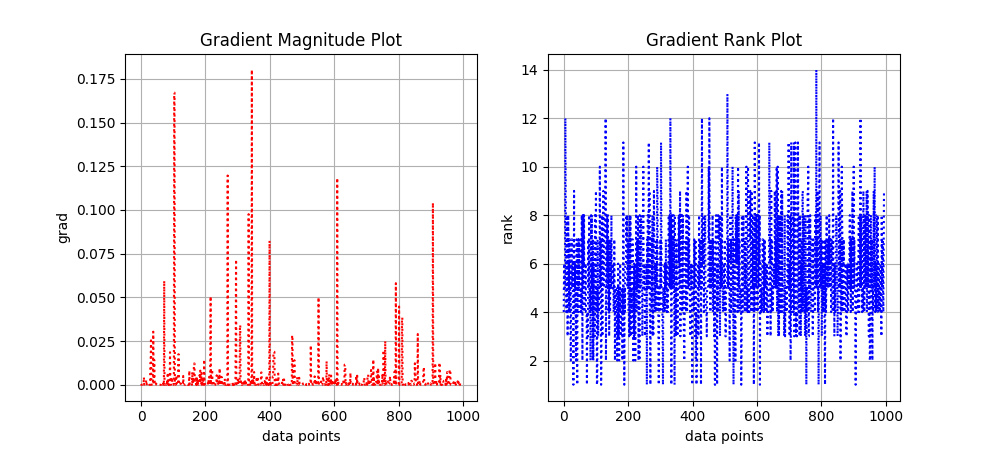 Gradient Magnitude Plot
grad
0.175
0.150
0.125
0.100
0.075
0.050
0.025
0.000
0 200 400 600 800 1000
data points
Gradient Rank Plot
rank
14
12
10
8
6
4
2
0 200 400 600 800 1000
data points